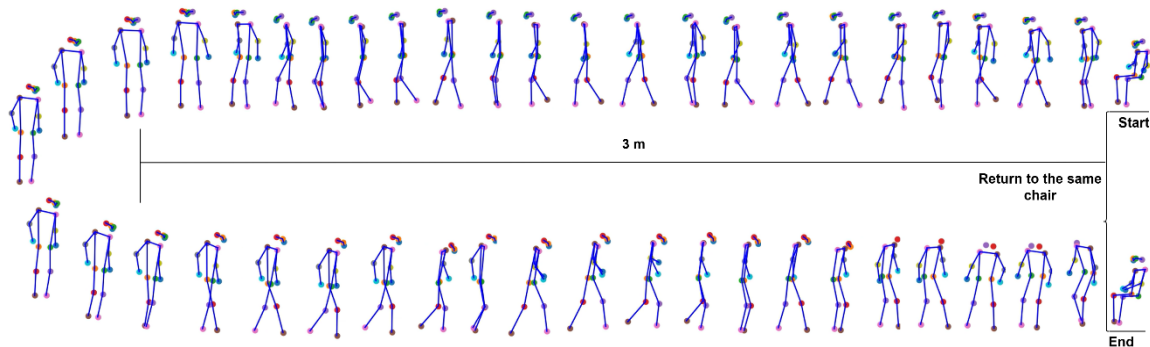 Start
3 m
Return to the same
chair
End